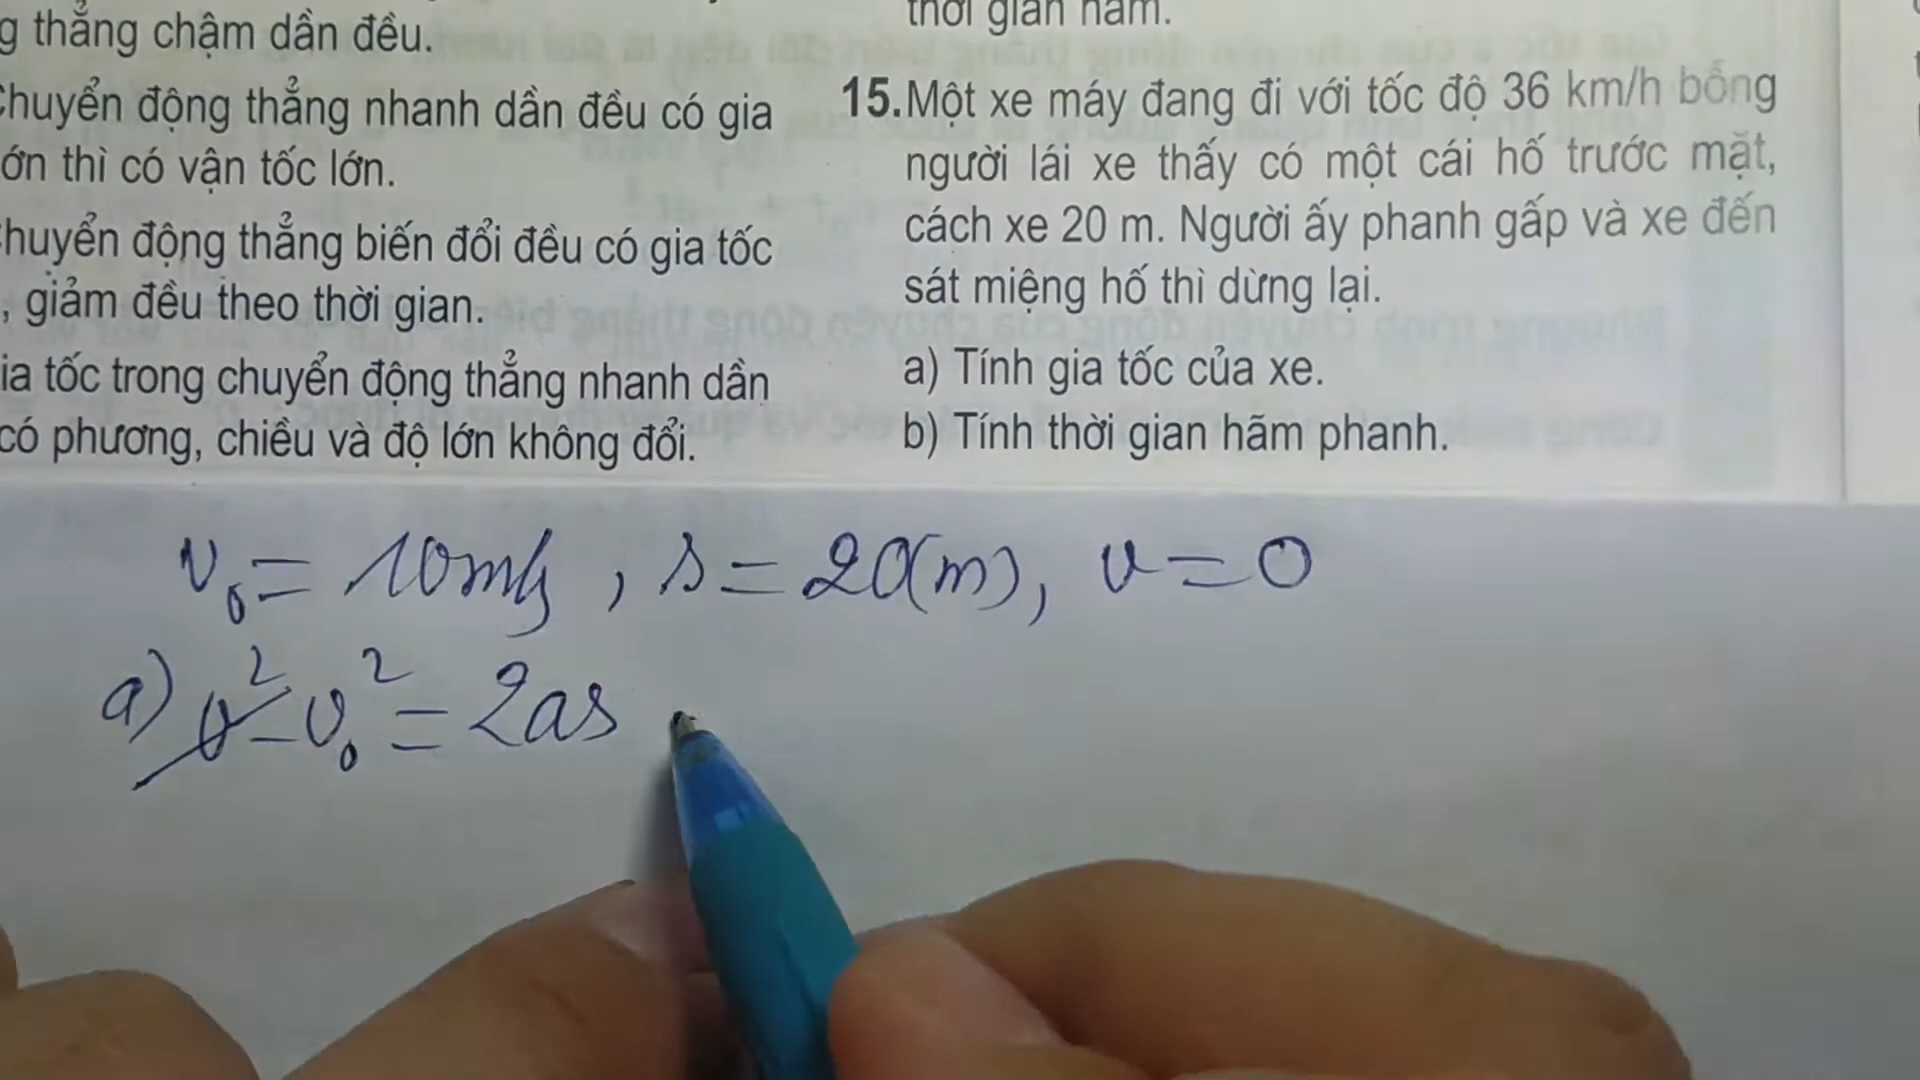 thẳng chậm dần đều.
Chuyển động thẳng nhanh dần đều có gia
lớn thì có vận tốc lớn.
Chuyển động thẳng biến đổi đều có gia tốc
, giảm đều theo thời gian.
gia tốc trong chuyển động thẳng nhanh dần
có phương, chiều và độ lớn không đổi.
thời gian hãm.
15. Một xe máy đang đi với tốc độ 36 km/h bỗng
người lái xe thấy có một cái hố trước mặt,
cách xe 20 m. Người ấy phanh gấp và xe đến
sát miệng hố thì dừng lại.
a) Tính gia tốc của xe.
b) Tính thời gian hãm phanh.
v₀ = 10m/s, s = 20(m), v = 0
a) v² - v₀² = 2as